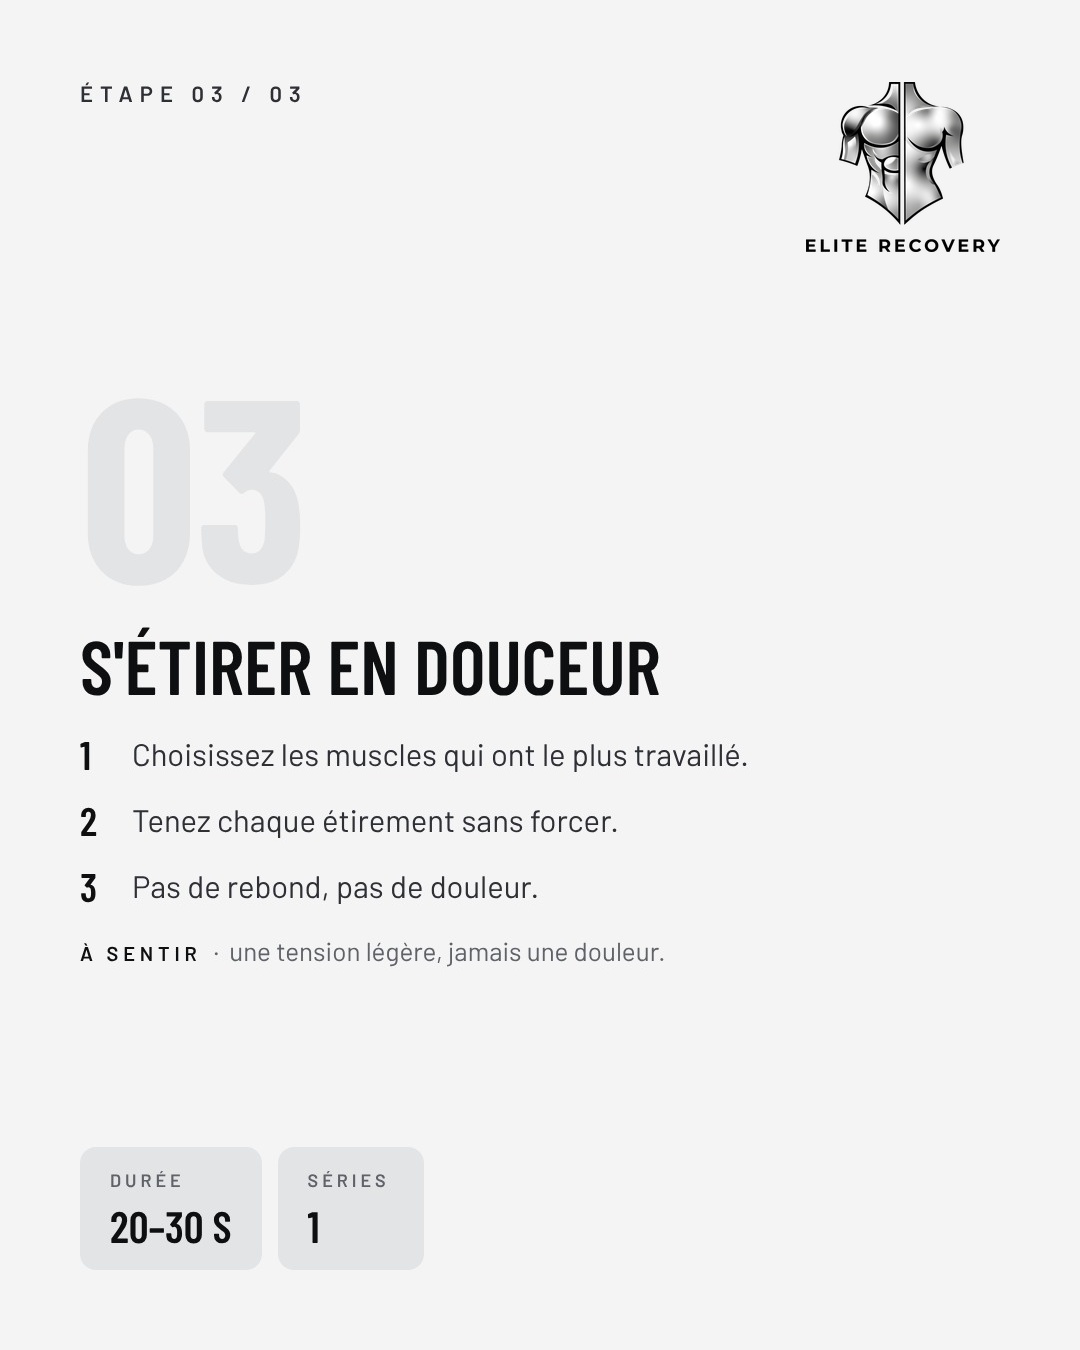 ÉTAPE 03 / 03
ELITE RECOVERY
03
S'ÉTIRER EN DOUCEUR
1 Choisissez les muscles qui ont le plus travaillé.
2 Tenez chaque étirement sans forcer.
3 Pas de rebond, pas de douleur.
À SENTIR · une tension légère, jamais une douleur.
DURÉE
20–30 S
SÉRIES
1